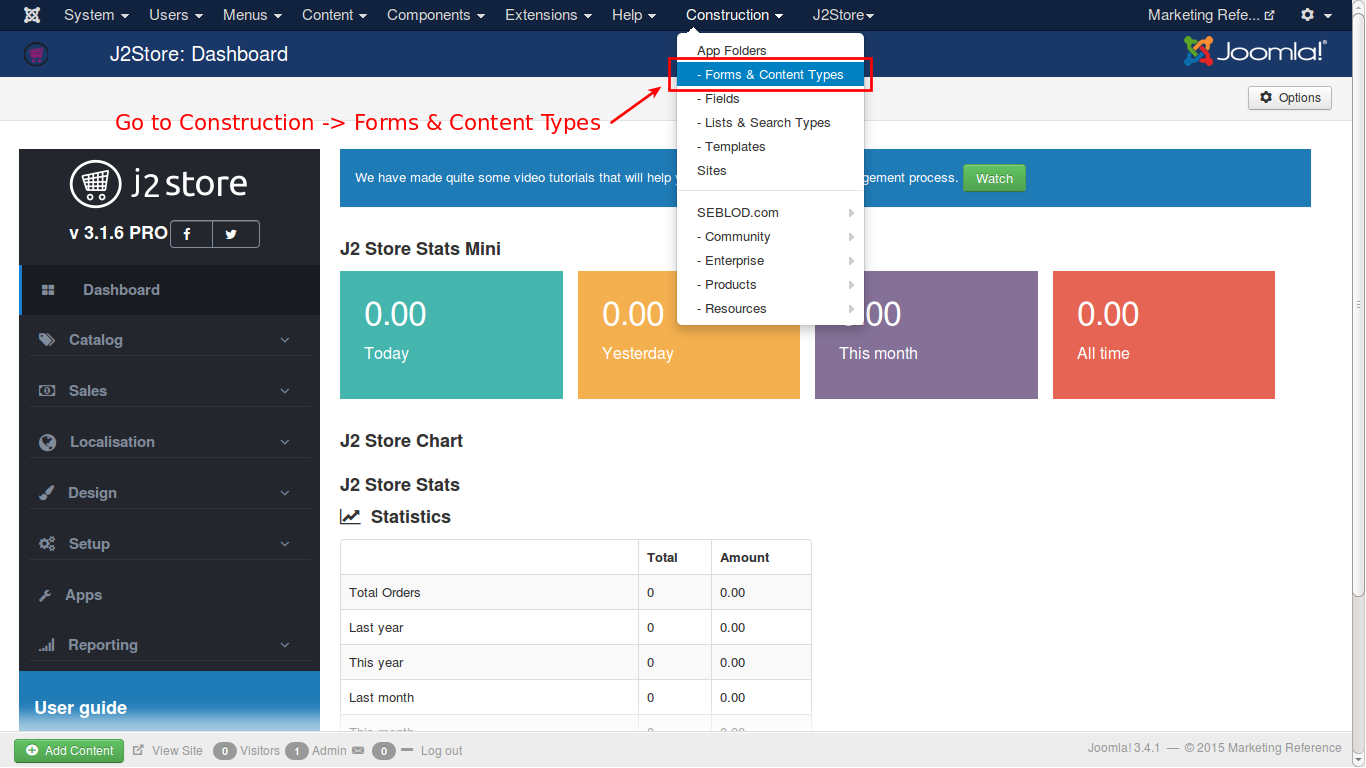 System Users Menus Content Components Extensions Help Construction J2Store Marketing Refe...
J2Store: Dashboard
Joomla!®
App Folders
- Forms & Content Types
- Fields
- Lists & Search Types
- Templates
Sites
SEBLOD.com
- Community
- Enterprise
- Products
- Resources
Options
Go to Construction -> Forms & Content Types
j2store
v 3.1.6 PRO
Dashboard
Catalog
Sales
Localisation
Design
Setup
Apps
Reporting
User guide
We have made quite some video tutorials that will help gement process. Watch
J2 Store Stats Mini
0.00
Today
0.00
Yesterday
0.00
This month
0.00
All time
J2 Store Chart
J2 Store Stats
Statistics
Total Amount
Total Orders 0 0.00
Last year 0 0.00
This year 0 0.00
Last month 0 0.00
This month 0 0.00
Add Content View Site 0 Visitors 1 Admin 0 Log out
Joomla! 3.4.1 — © 2015 Marketing Reference